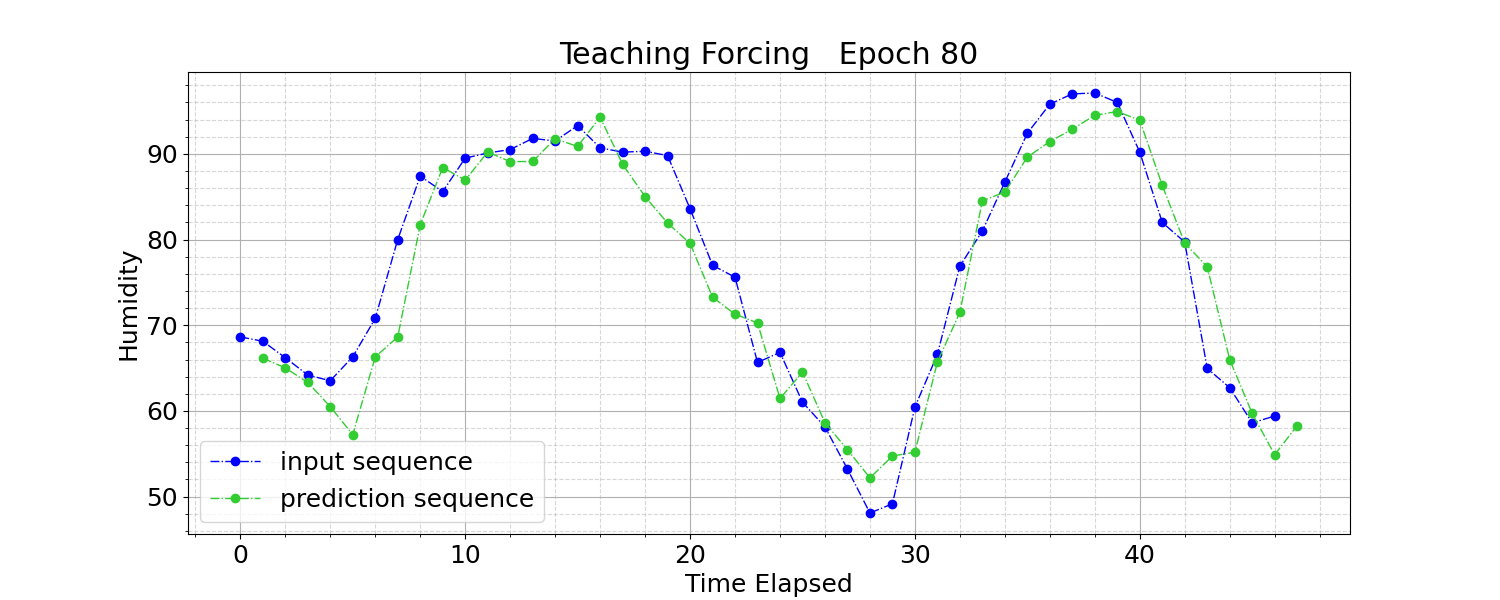 Teaching Forcing   Epoch 80
Humidity
90
80
70
60
50
input sequence
prediction sequence
0 10 20 30 40
Time Elapsed